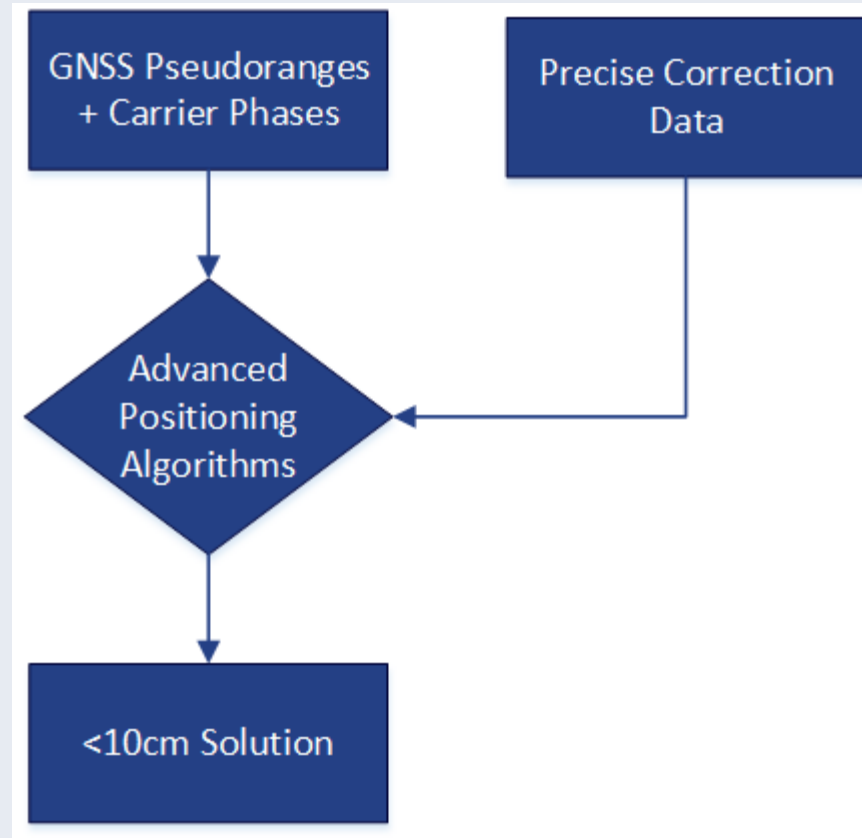 GNSS Pseudoranges
+ Carrier Phases
Precise Correction
Data
Advanced
Positioning
Algorithms
<10cm Solution